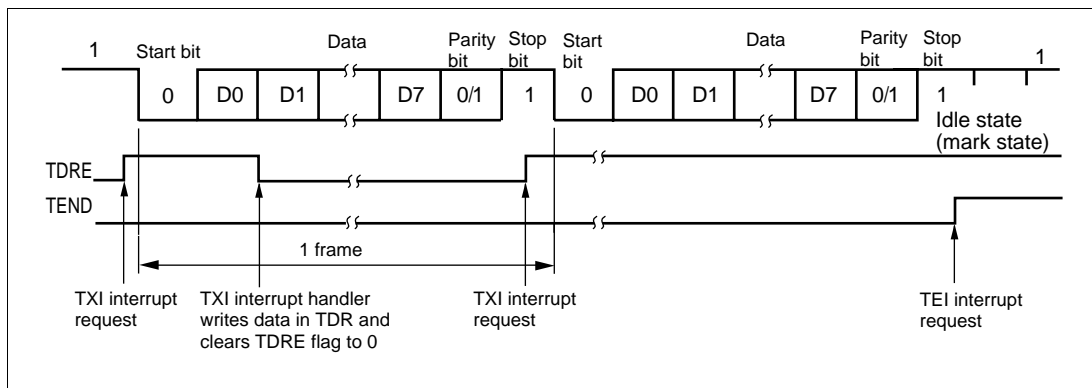 1
Start bit
Data
Parity bit
Stop bit
Start bit
Data
Parity bit
Stop bit
1
0 D0 D1 D7 0/1 1 0 D0 D1 D7 0/1 1
Idle state
(mark state)
TDRE
TEND
1 frame
TXI interrupt
request
TXI interrupt handler
writes data in TDR and
clears TDRE flag to 0
TXI interrupt
request
TEI interrupt
request